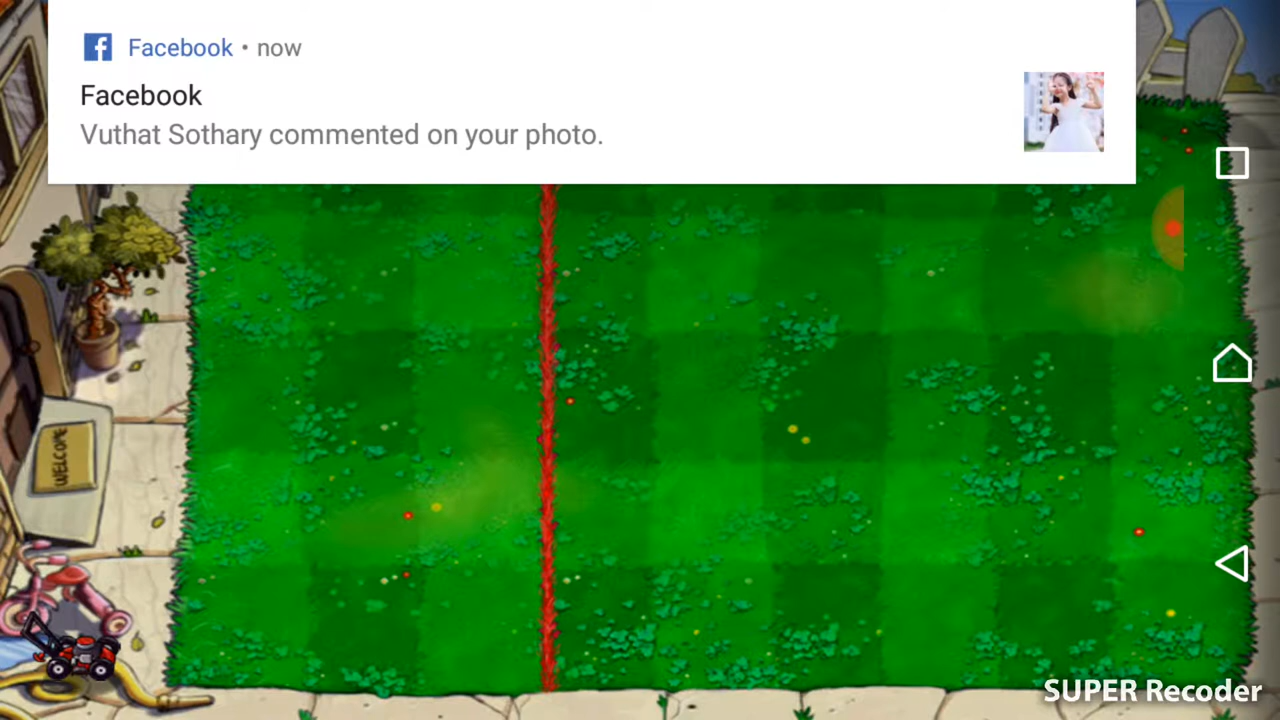 Facebook • now
Facebook
Vuthat Sothary commented on your photo.
WELCOME
SUPER Recoder